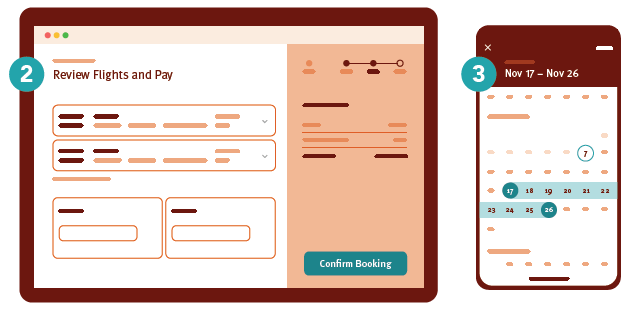 2
Review Flights and Pay
Confirm Booking
3
Nov 17 – Nov 26
7
17 18 19 20 21 22
23 24 25 26